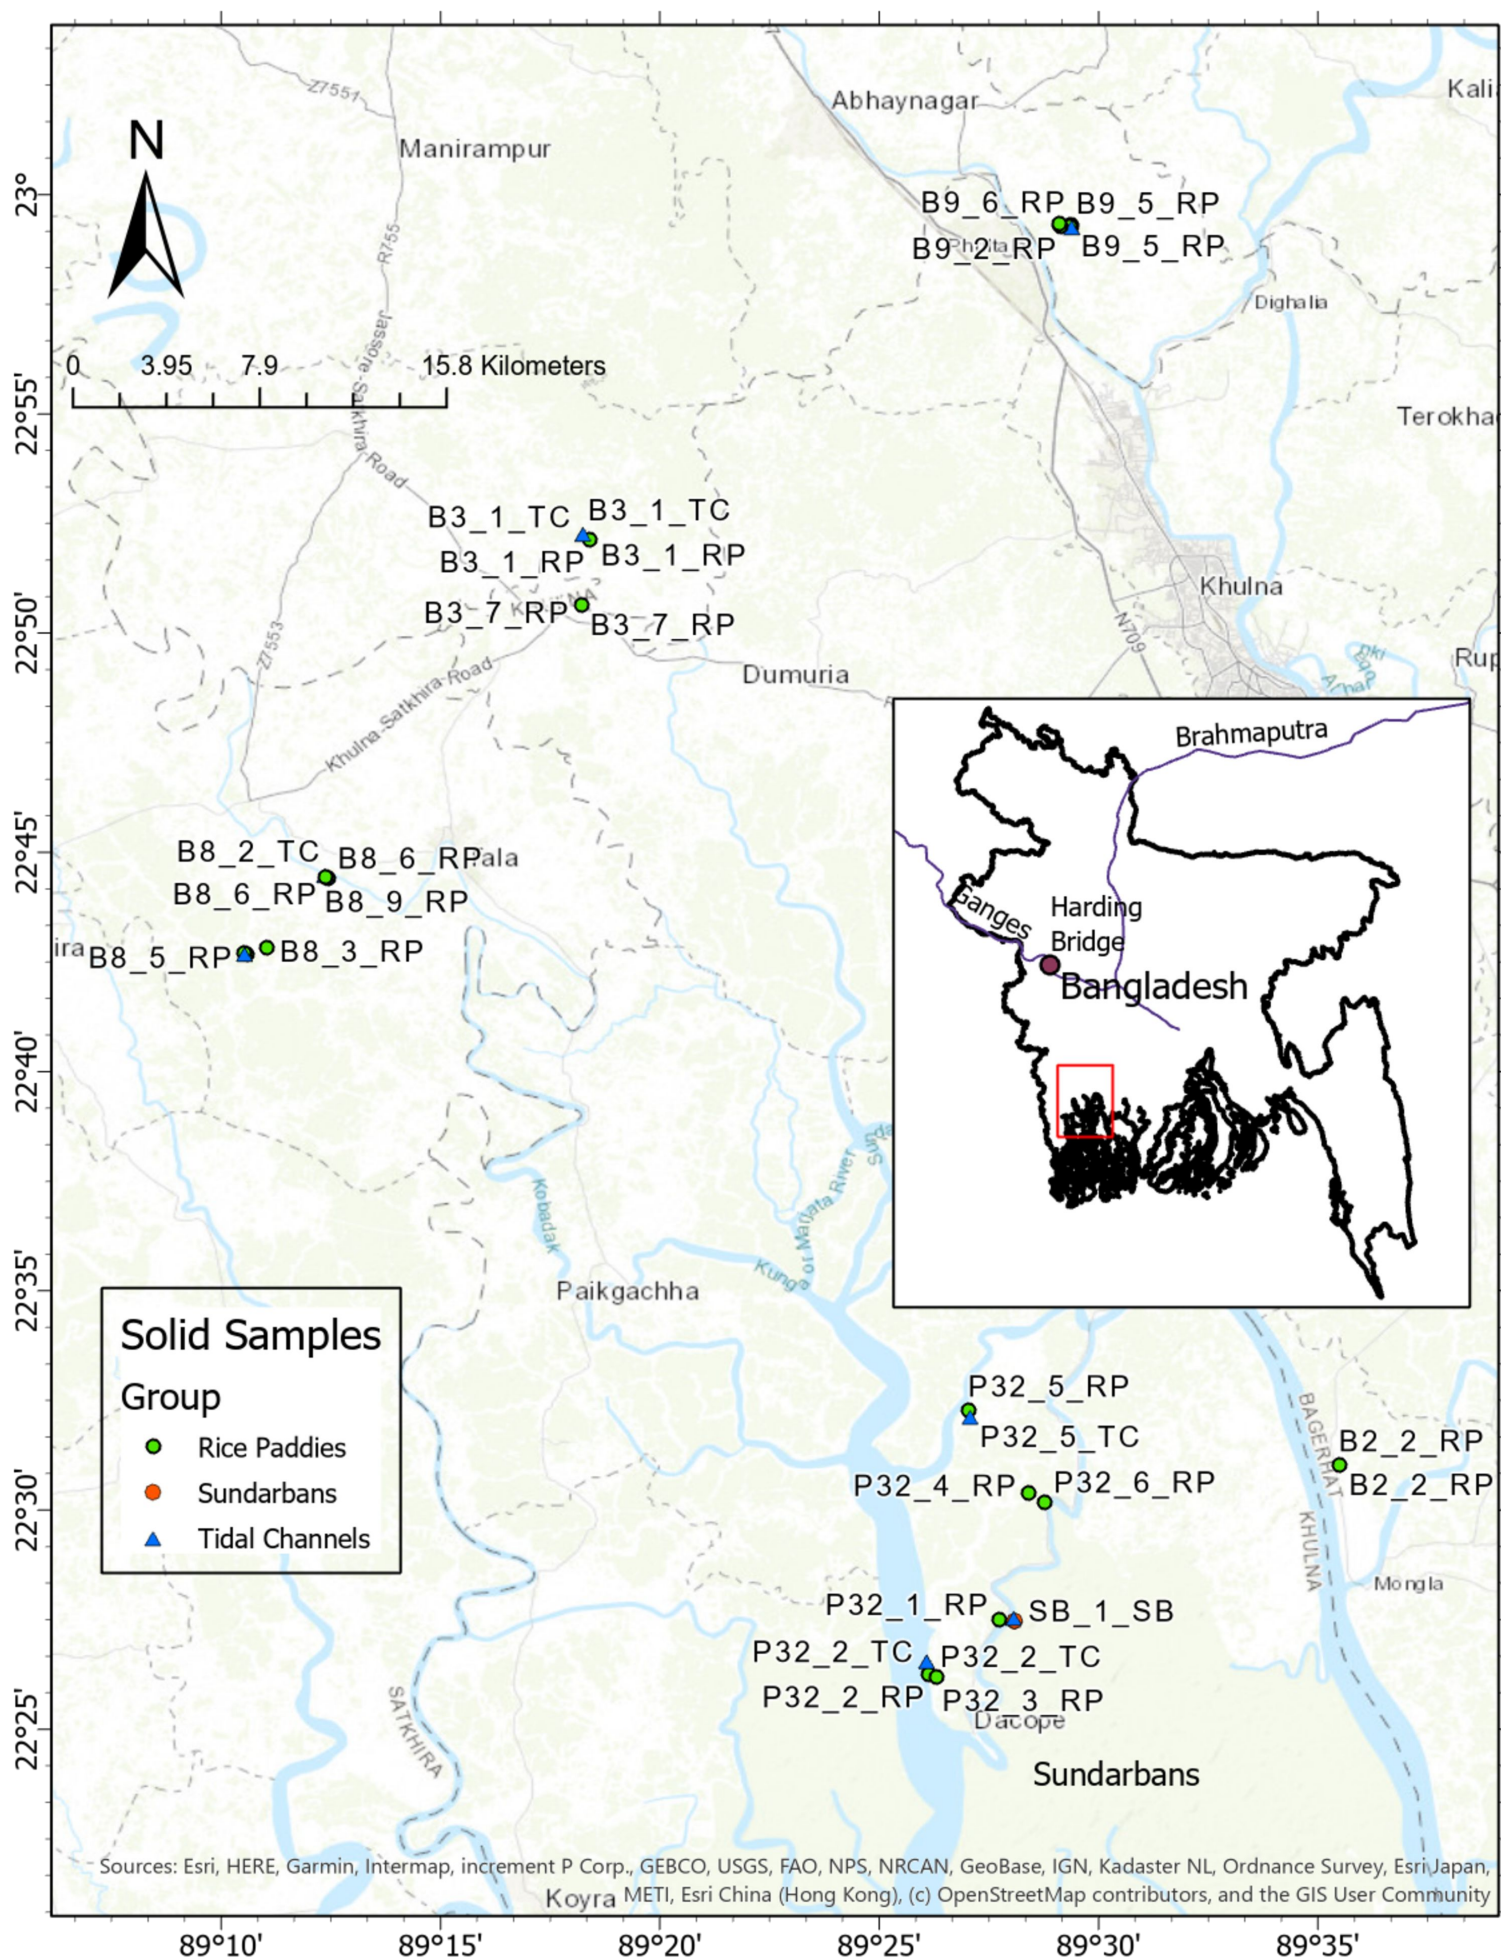 Abhaynagar
Kali
Z7551
Manirampur
N
23°
B9_6_RP
B9_5_RP
B9_2_RP
B9_5_RP
R755
Dighalia
0
3.95
7.9
15.8 Kilometers
Jassore-Satkhira-Road
22°55'
Terokha
B3_1_TC
B3_1_TC
B3_1_RP
B3_1_RP
Khulna
B3_7_RP
B3_7_RP
22°50'
Z7553
N709
Rup
Dumuria
Khulna-Satkhira-Road
Brahmaputra
22°45'
B8_2_TC
B8_6_RP
Tala
B8_6_RP
B8_9_RP
Ganges
Harding
Bridge
ira
B8_5_RP
B8_3_RP
Bangladesh
22°40'
Kobadak
Kunga or Marjata River
22°35'
Paikgachha
Solid Samples
Group
Rice Paddies
Sundarbans
Tidal Channels
P32_5_RP
P32_5_TC
BAGERHAT
B2_2_RP
B2_2_RP
P32_4_RP
P32_6_RP
22°30'
KHULNA
Mongla
P32_1_RP
SB_1_SB
P32_2_TC
P32_2_TC
P32_2_RP
P32_3_RP
22°25'
SATKHIRA
Dacope
Sundarbans
Sources: Esri, HERE, Garmin, Intermap, increment P Corp., GEBCO, USGS, FAO, NPS, NRCAN, GeoBase, IGN, Kadaster NL, Ordnance Survey, Esri Japan,
METI, Esri China (Hong Kong), (c) OpenStreetMap contributors, and the GIS User Community
Koyra
89°10'
89°15'
89°20'
89°25'
89°30'
89°35'